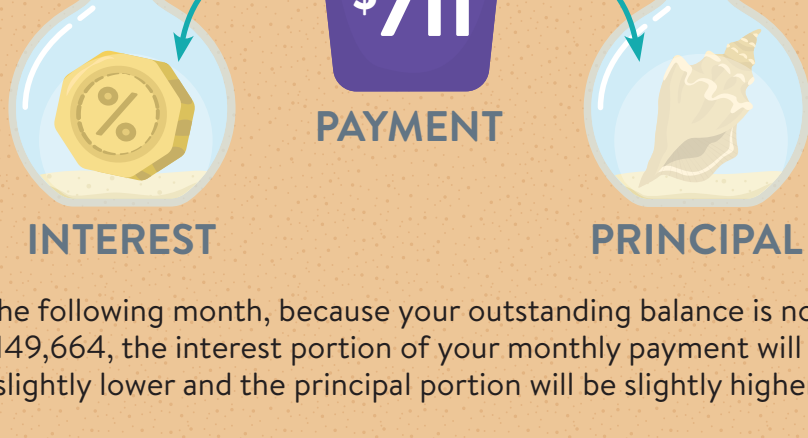 $711
PAYMENT
INTEREST
PRINCIPAL
he following month, because your outstanding balance is no
149,664, the interest portion of your monthly payment will
slightly lower and the principal portion will be slightly highe